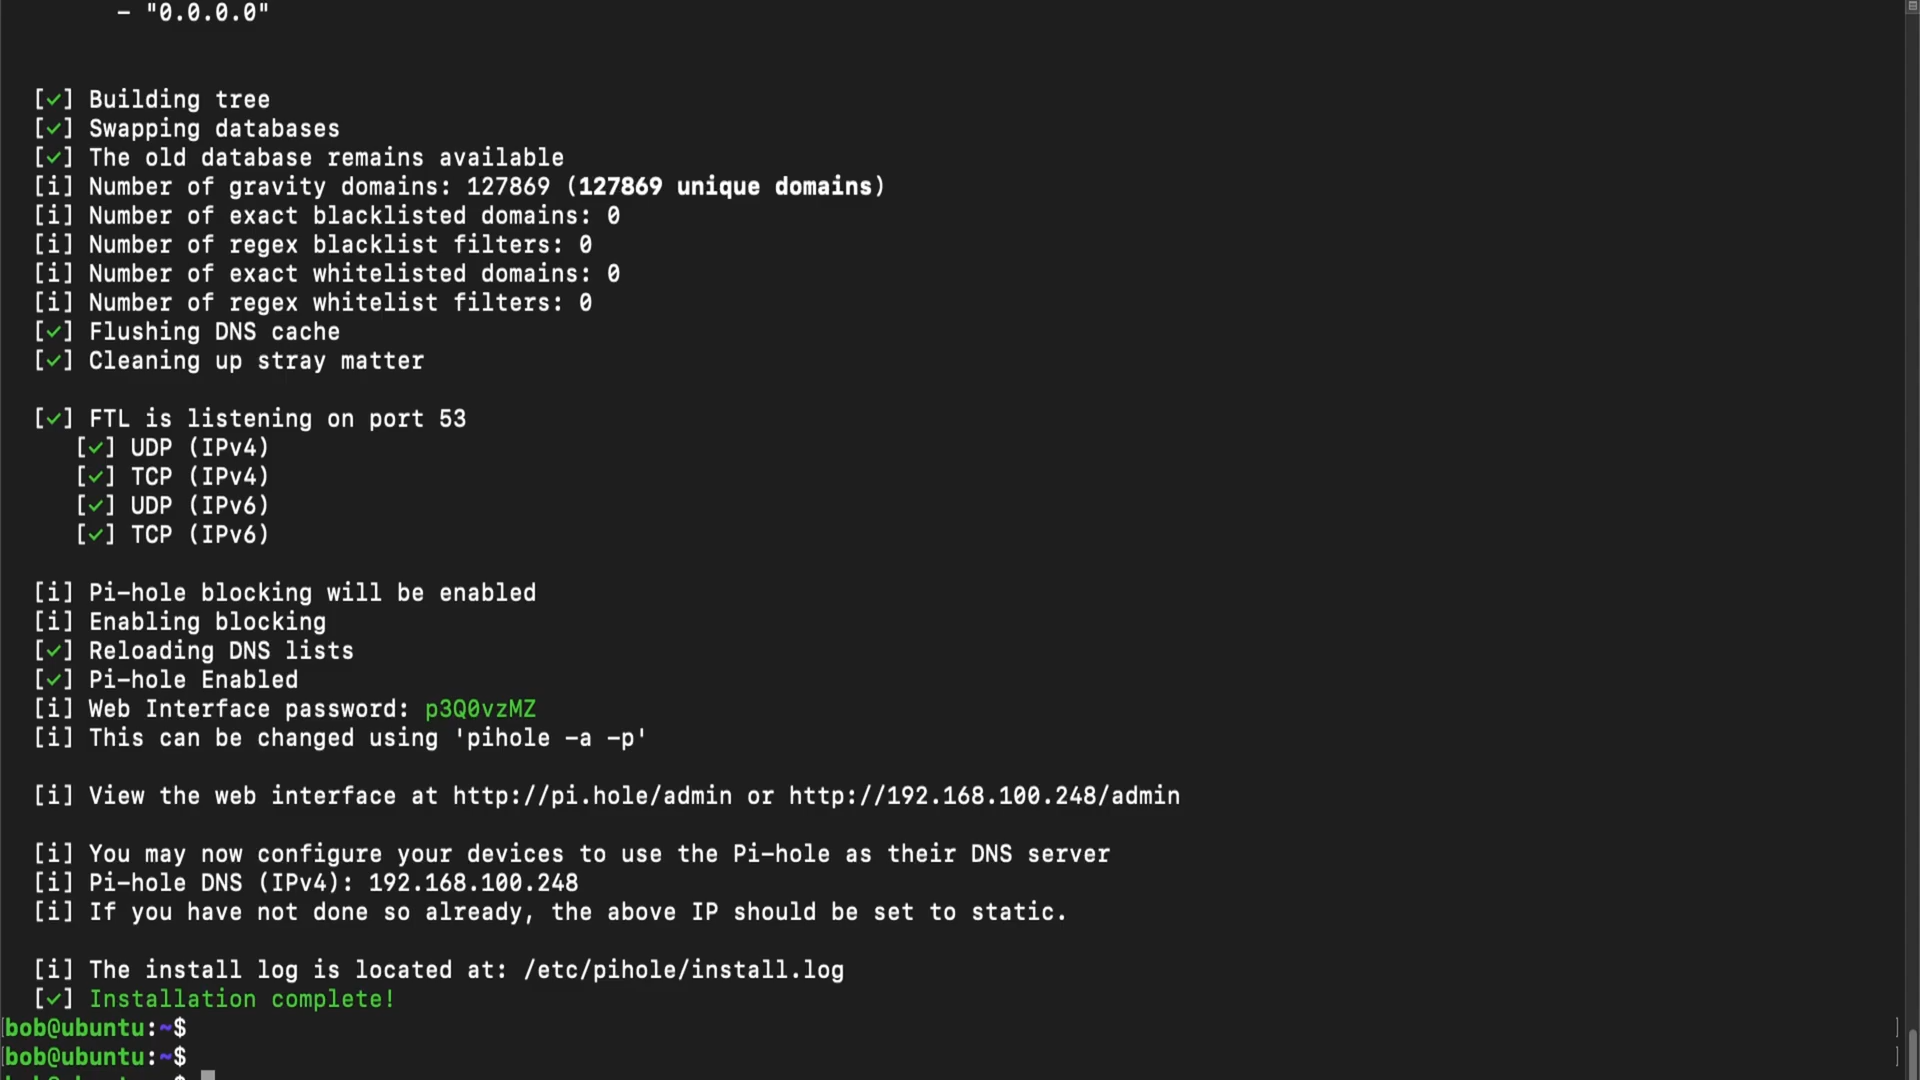 – "0.0.0.0"
[✓] Building tree
[✓] Swapping databases
[✓] The old database remains available
[i] Number of gravity domains: 127869 (127869 unique domains)
[i] Number of exact blacklisted domains: 0
[i] Number of regex blacklist filters: 0
[i] Number of exact whitelisted domains: 0
[i] Number of regex whitelist filters: 0
[✓] Flushing DNS cache
[✓] Cleaning up stray matter
[✓] FTL is listening on port 53
[✓] UDP (IPv4)
[✓] TCP (IPv4)
[✓] UDP (IPv6)
[✓] TCP (IPv6)
[i] Pi-hole blocking will be enabled
[i] Enabling blocking
[✓] Reloading DNS lists
[✓] Pi-hole Enabled
[i] Web Interface password: p3Q0vzMZ
[i] This can be changed using 'pihole -a -p'
[i] View the web interface at http://pi.hole/admin or http://192.168.100.248/admin
[i] You may now configure your devices to use the Pi-hole as their DNS server
[i] Pi-hole DNS (IPv4): 192.168.100.248
[i] If you have not done so already, the above IP should be set to static.
[i] The install log is located at: /etc/pihole/install.log
[✓] Installation complete!
[bob@ubuntu:~$ ]
[bob@ubuntu:~$ ]